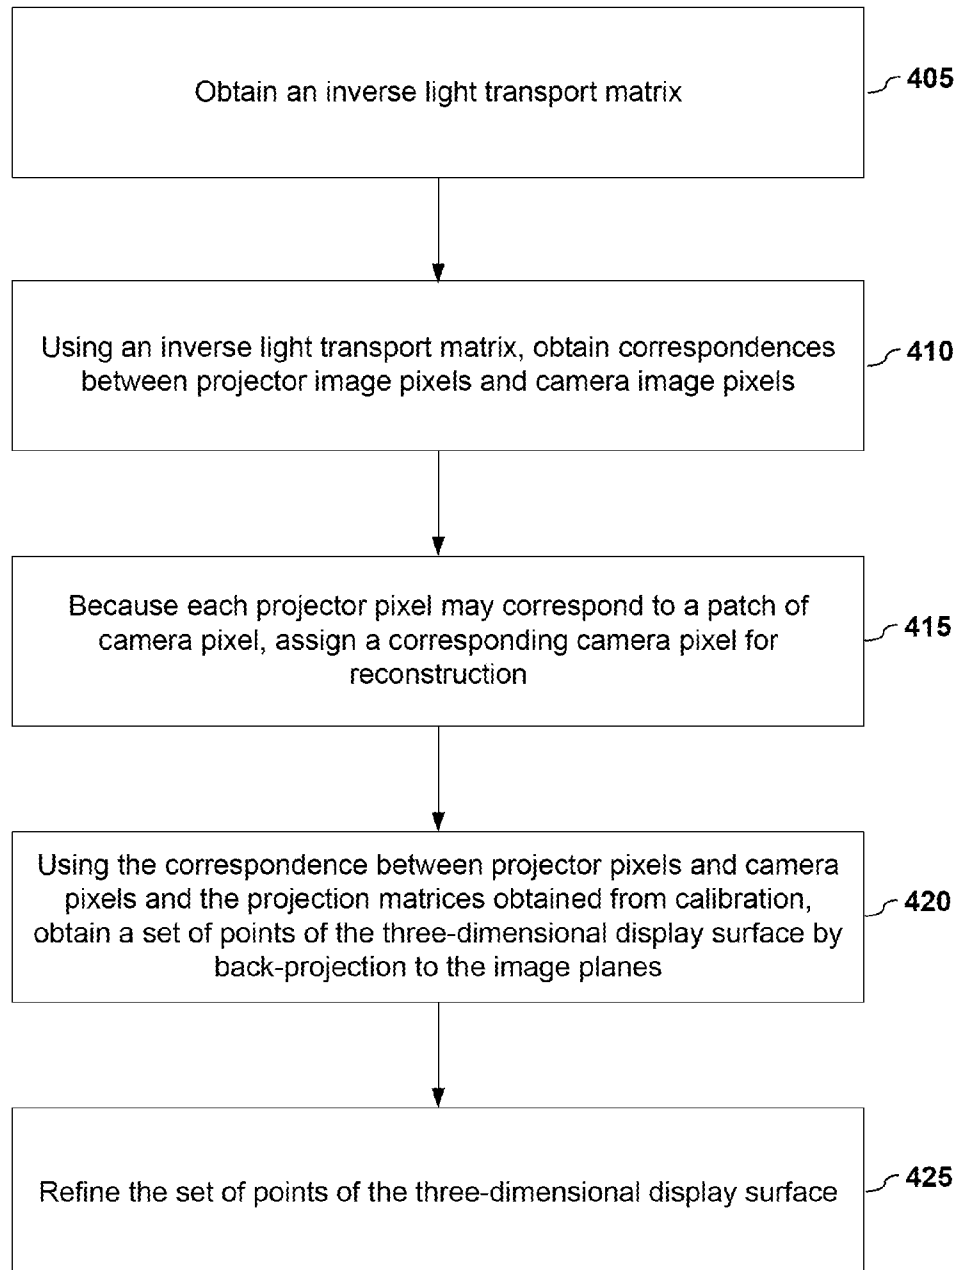 Obtain an inverse light transport matrix
405
Using an inverse light transport matrix, obtain correspondences
between projector image pixels and camera image pixels
410
Because each projector pixel may correspond to a patch of
camera pixel, assign a corresponding camera pixel for
reconstruction
415
Using the correspondence between projector pixels and camera
pixels and the projection matrices obtained from calibration,
obtain a set of points of the three-dimensional display surface by
back-projection to the image planes
420
Refine the set of points of the three-dimensional display surface
425